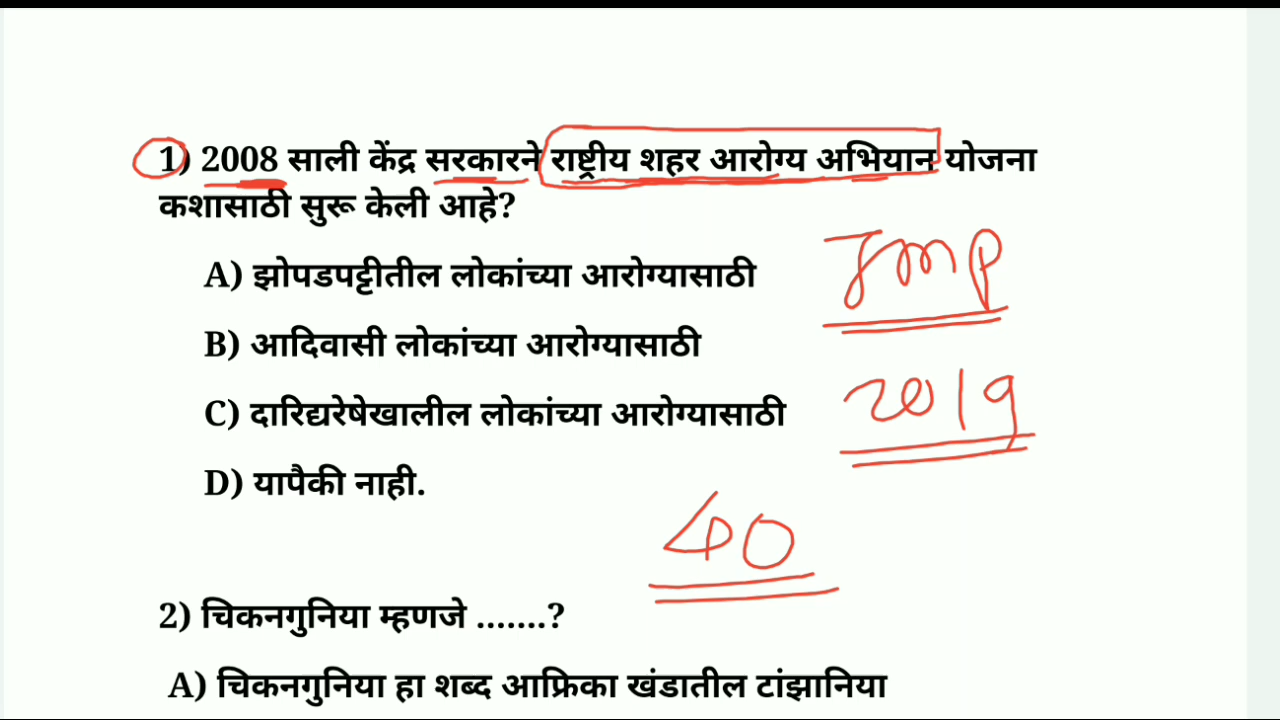 1) 2008 साली केंद्र सरकारने राष्ट्रीय शहर आरोग्य अभियान योजना
कशासाठी सुरू केली आहे?
Imp
A) झोपडपट्टीतील लोकांच्या आरोग्यासाठी
B) आदिवासी लोकांच्या आरोग्यासाठी
2019
C) दारिद्यरेषेखालील लोकांच्या आरोग्यासाठी
D) यापैकी नाही.
40
2) चिकनगुनिया म्हणजे .......?
A) चिकनगुनिया हा शब्द आफ्रिका खंडातील टांझानिया